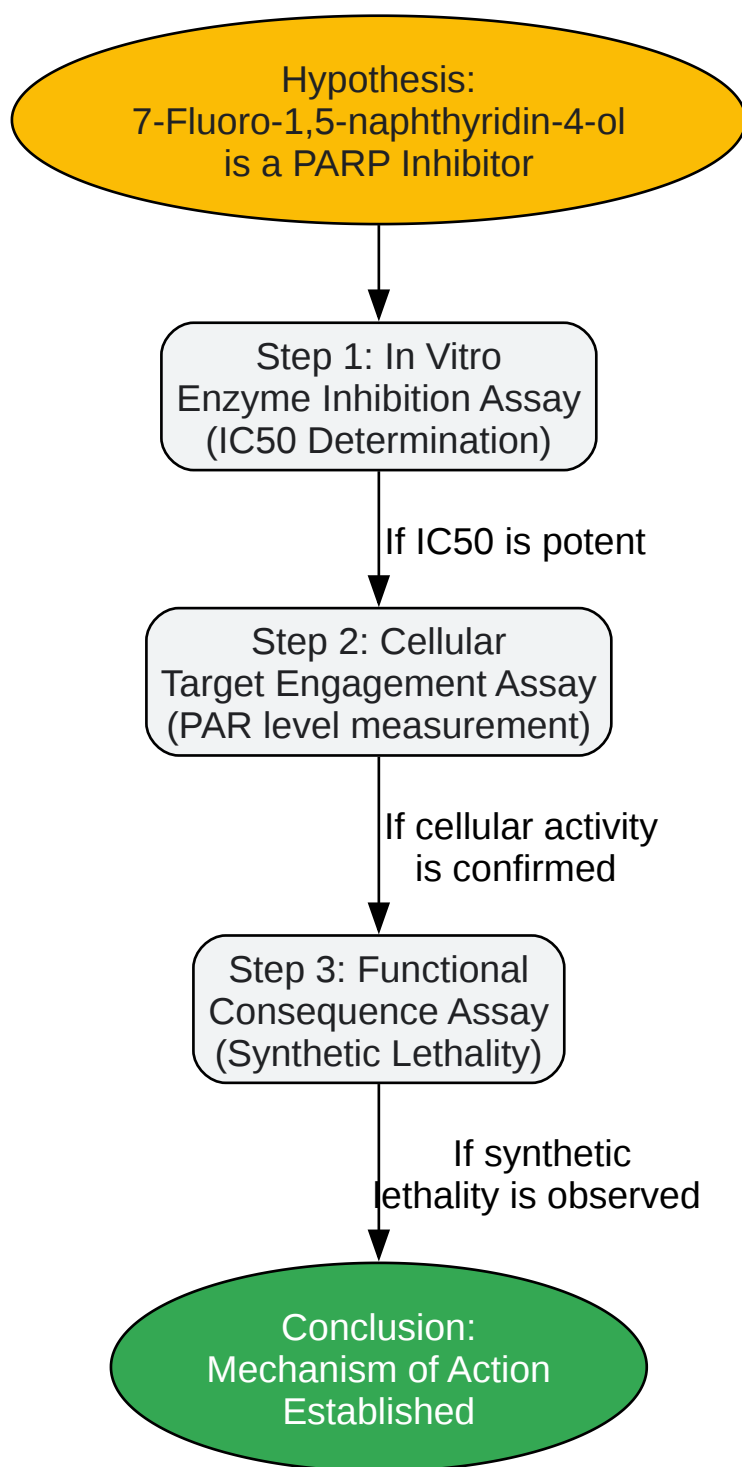 Hypothesis:
7-Fluoro-1,5-naphthyridin-4-ol
is a PARP Inhibitor
Step 1: In Vitro
Enzyme Inhibition Assay
(IC50 Determination)
If IC50 is potent
Step 2: Cellular
Target Engagement Assay
(PAR level measurement)
If cellular activity
is confirmed
Step 3: Functional
Consequence Assay
(Synthetic Lethality)
If synthetic
lethality is observed
Conclusion:
Mechanism of Action
Established